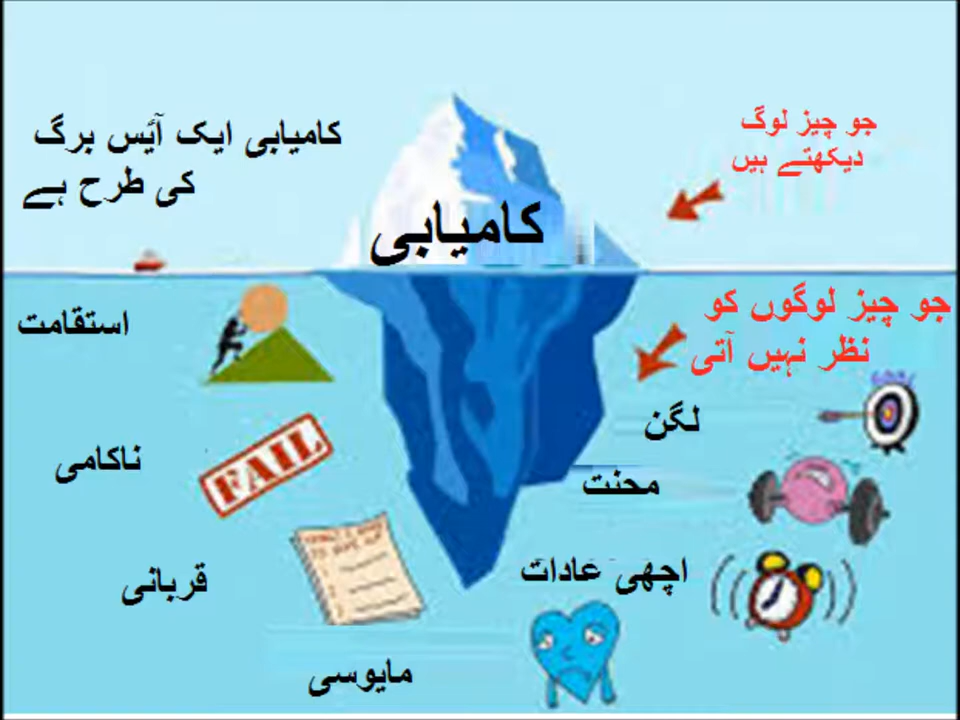 کامیابی ایک آئس برگ
کی طرح ہے
جو چیز لوگ
دیکھتے ہیں
کامیابی
جو چیز لوگوں کو
نظر نہیں آتی
استقامت
لگن
ناکامی
FAIL
محنت
قربانی
اچھی عادات
مایوسی